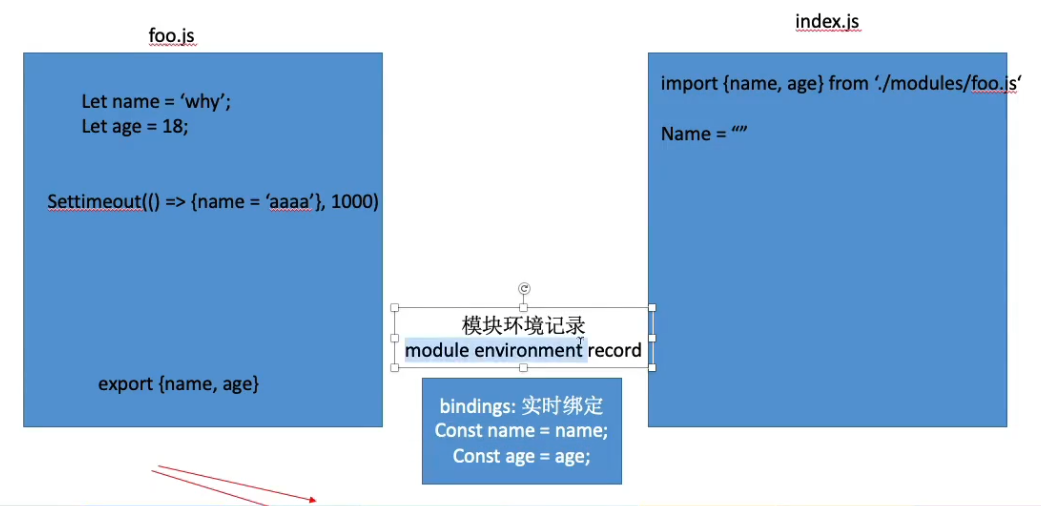 foo.js
Let name = ‘why’;
Let age = 18;
Settimeout(() => {name = ‘aaaa’}, 1000)
export {name, age}
模块环境记录
module environment record
bindings: 实时绑定
Const name = name;
Const age = age;
index.js
import {name, age} from ‘./modules/foo.js‘
Name = “”